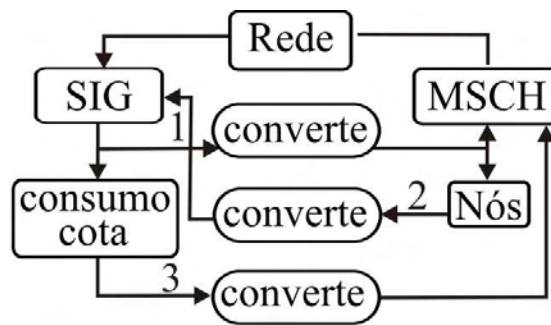 Rede
SIG
MSCH
1
converte
consumo
cota
converte
2
Nós
3
converte